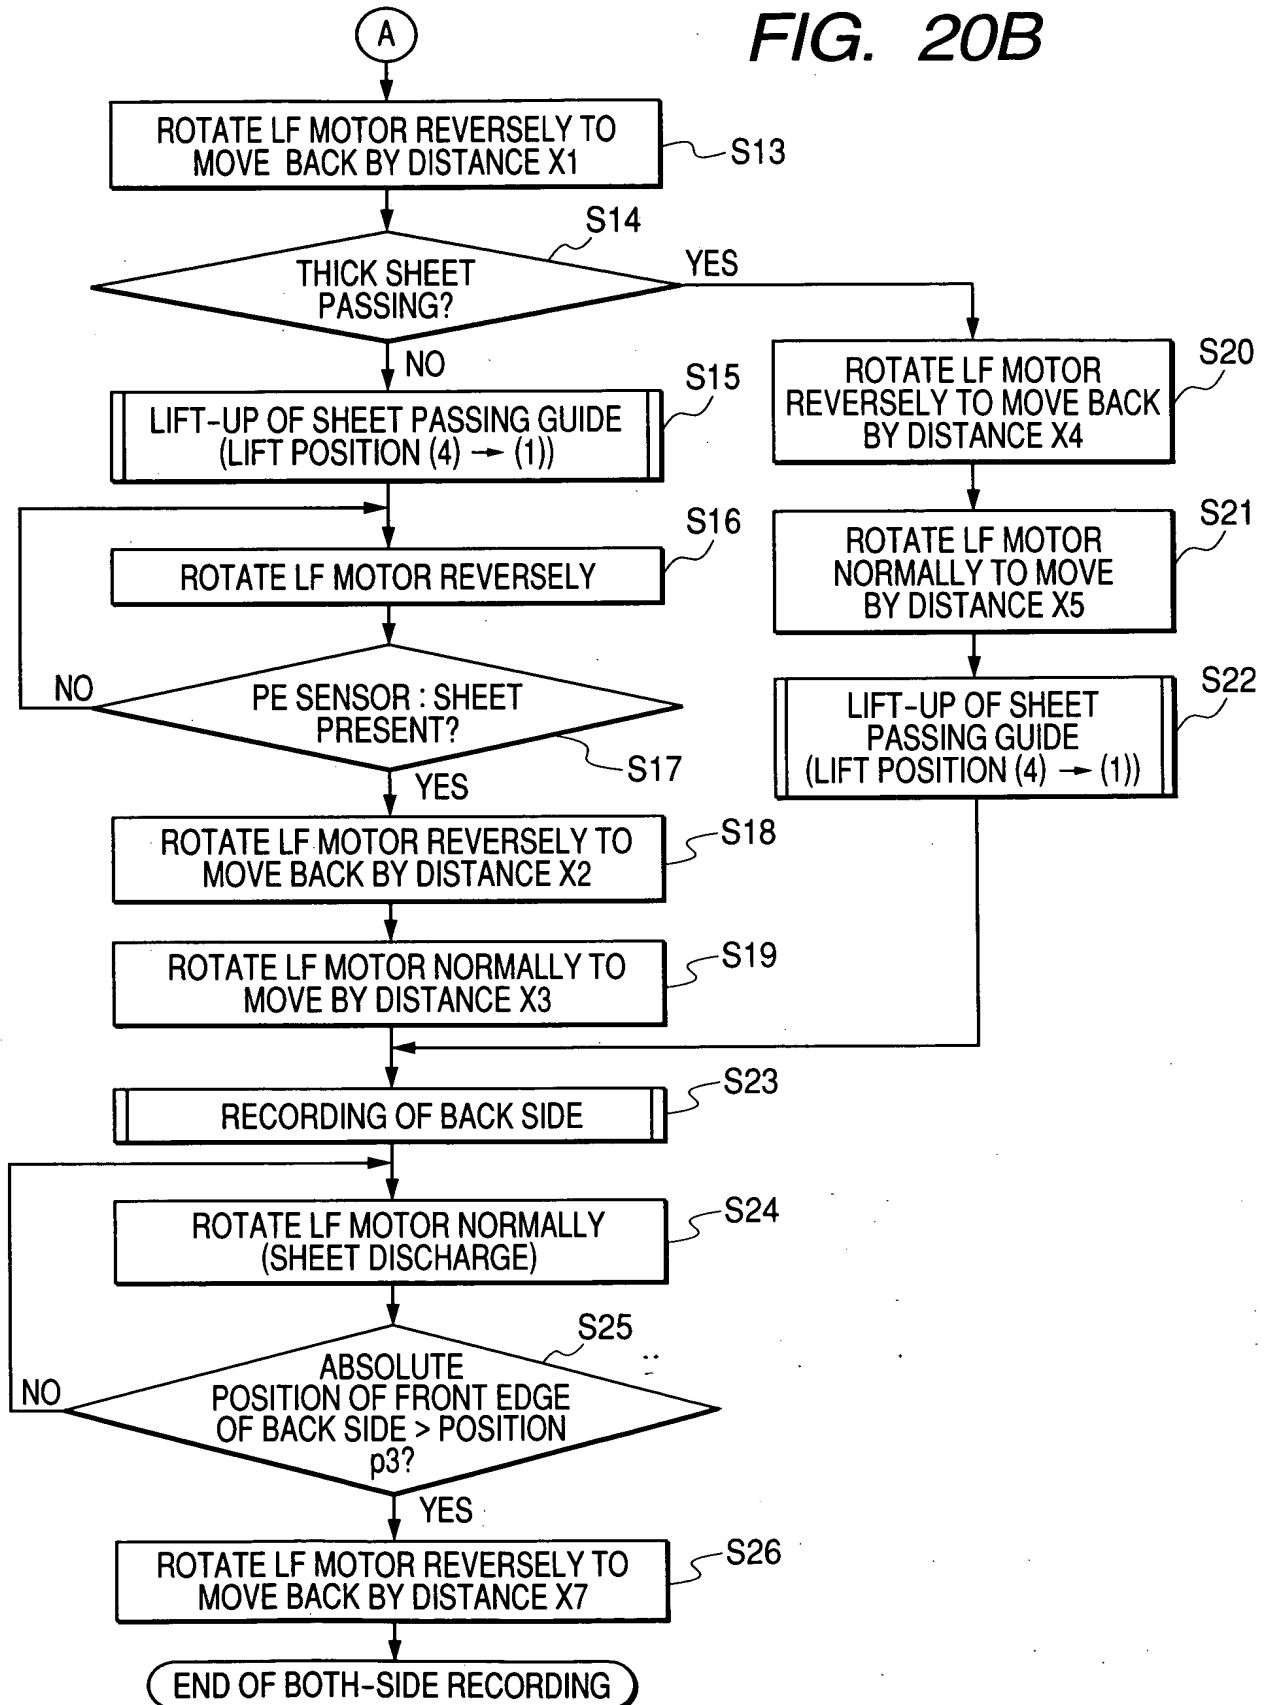 FIG. 20B
A
ROTATE LF MOTOR REVERSELY TO
MOVE BACK BY DISTANCE X1
S13
S14
THICK SHEET
PASSING?
YES
NO
S15
LIFT-UP OF SHEET PASSING GUIDE
(LIFT POSITION (4) → (1))
S16
ROTATE LF MOTOR REVERSELY
NO
PE SENSOR : SHEET
PRESENT?
S17
YES
S18
ROTATE LF MOTOR REVERSELY TO
MOVE BACK BY DISTANCE X2
S19
ROTATE LF MOTOR NORMALLY TO
MOVE BY DISTANCE X3
S20
ROTATE LF MOTOR
REVERSELY TO MOVE BACK
BY DISTANCE X4
S21
ROTATE LF MOTOR
NORMALLY TO MOVE
BY DISTANCE X5
S22
LIFT-UP OF SHEET
PASSING GUIDE
(LIFT POSITION (4) → (1))
S23
RECORDING OF BACK SIDE
S24
ROTATE LF MOTOR NORMALLY
(SHEET DISCHARGE)
S25
ABSOLUTE
POSITION OF FRONT EDGE
OF BACK SIDE > POSITION
p3?
NO
YES
S26
ROTATE LF MOTOR REVERSELY TO
MOVE BACK BY DISTANCE X7
END OF BOTH-SIDE RECORDING